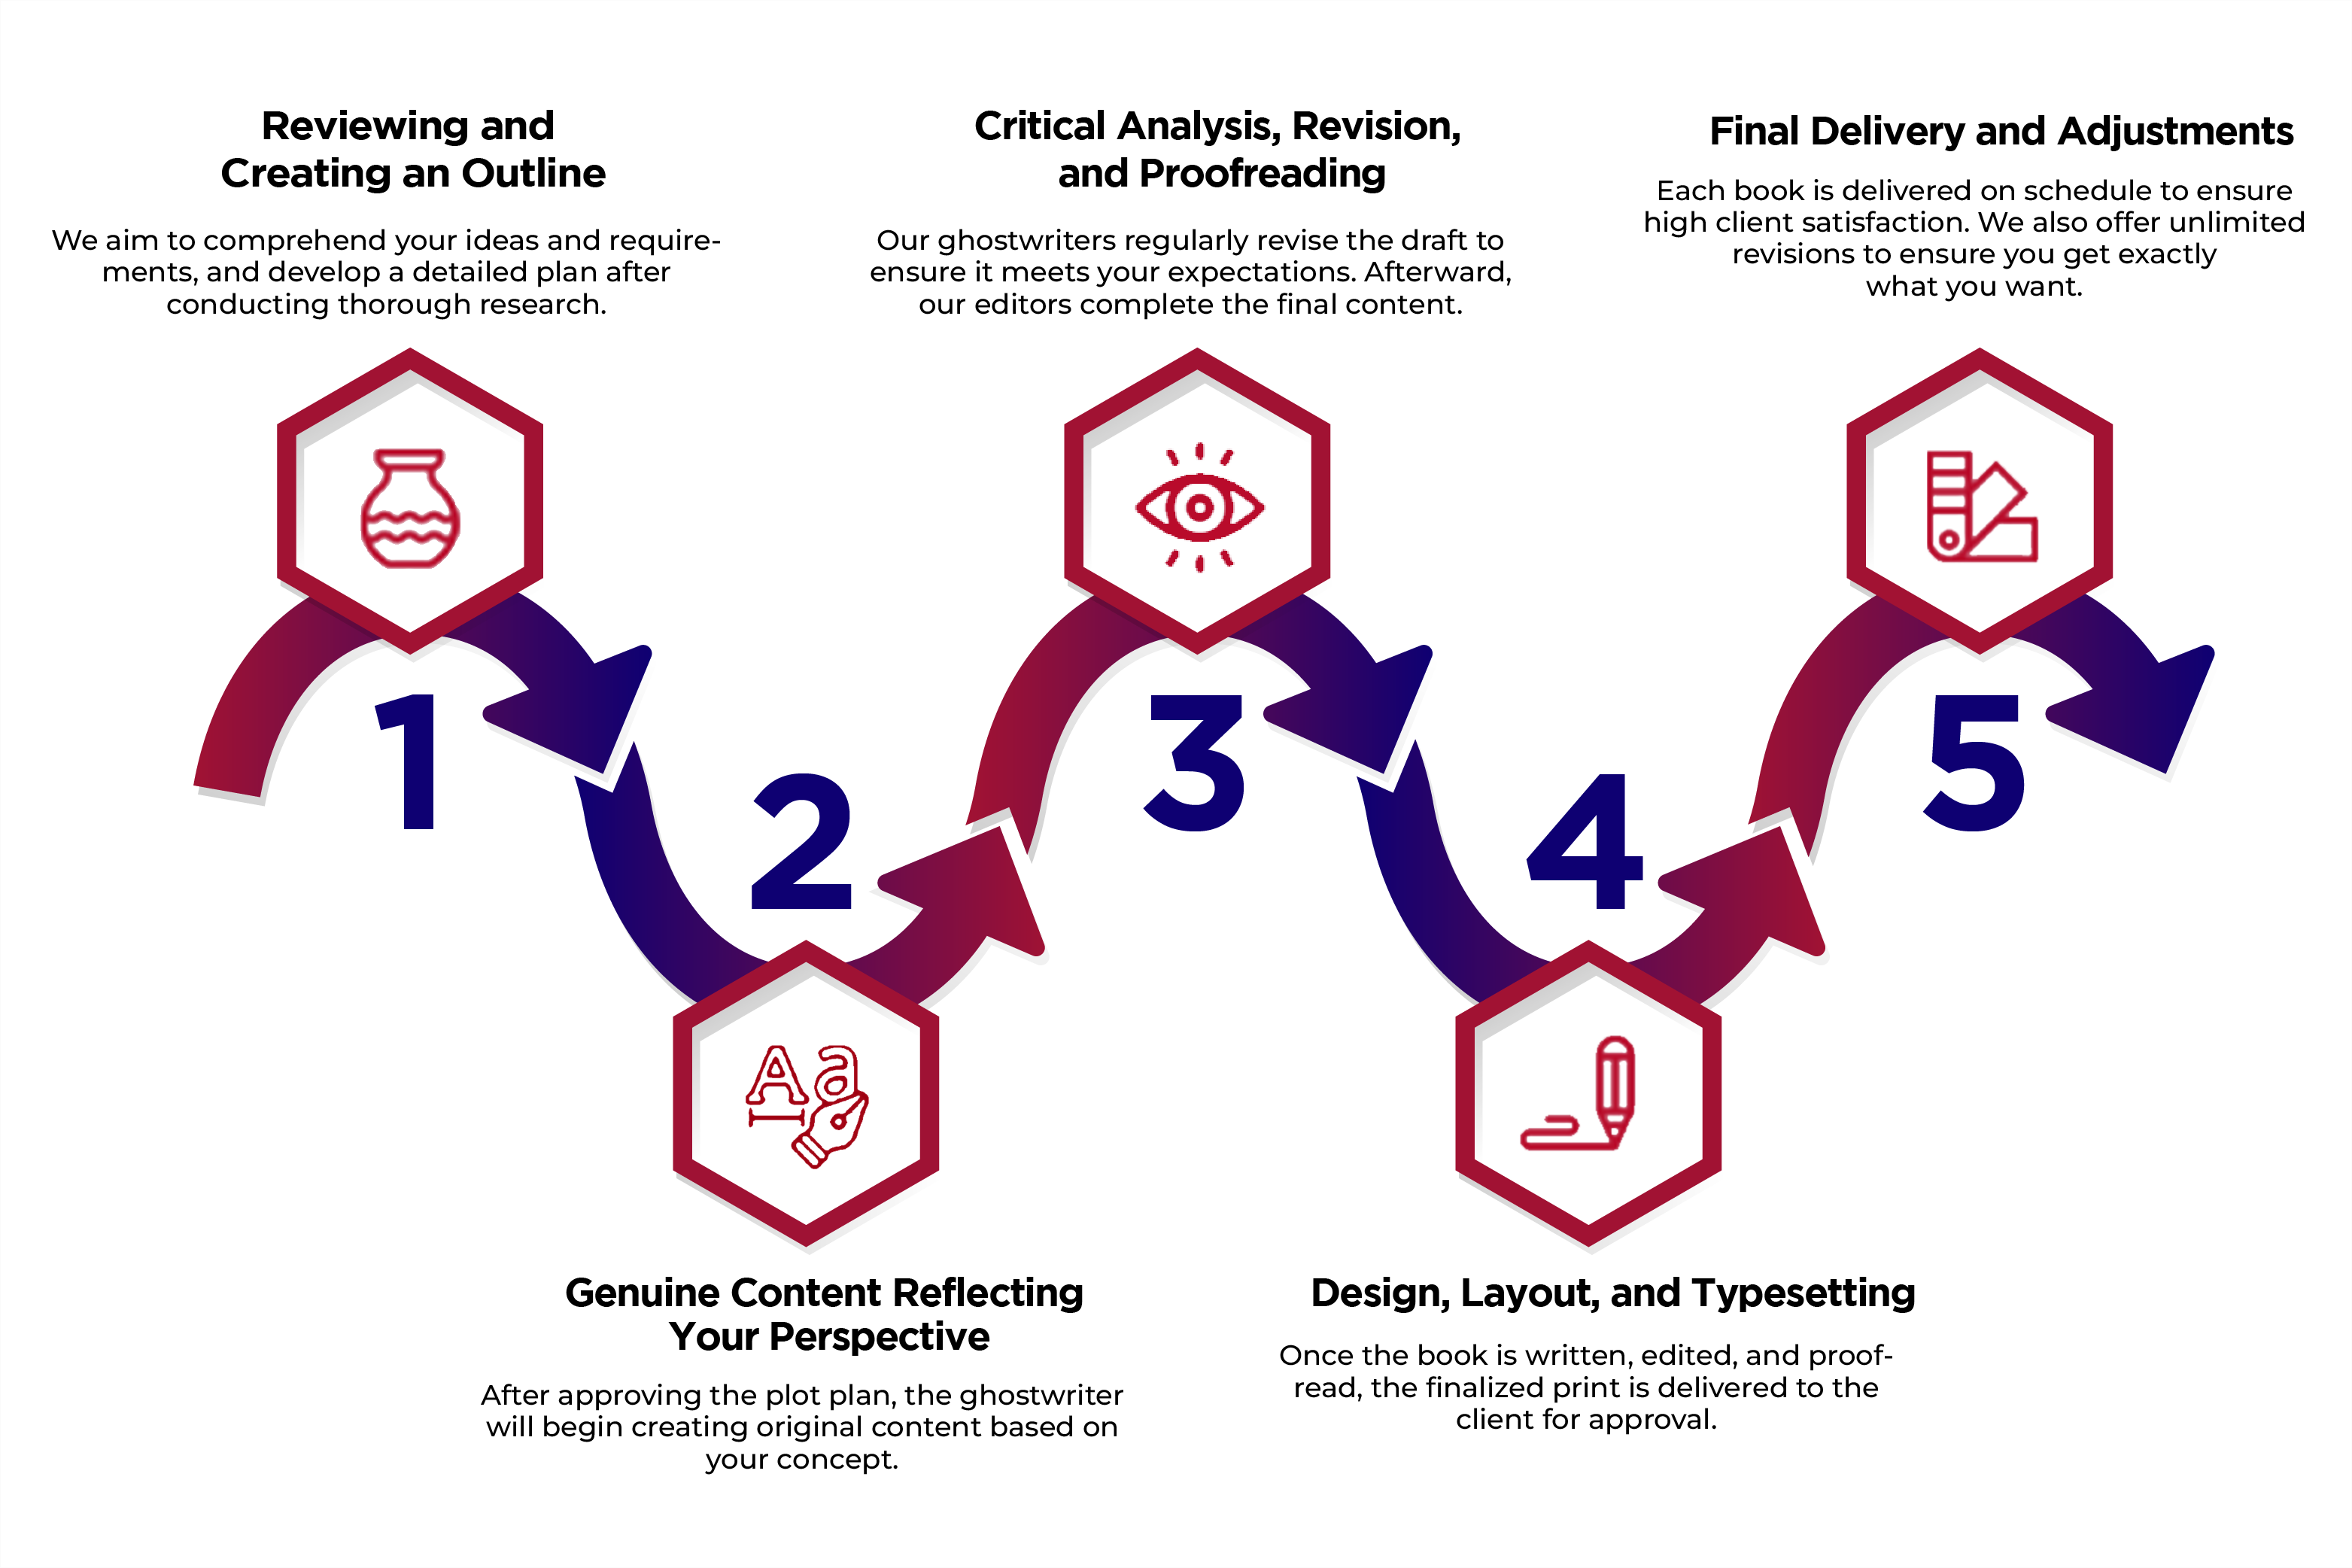 Reviewing and
Creating an Outline
We aim to comprehend your ideas and require-
ments, and develop a detailed plan after
conducting thorough research.
1
Genuine Content Reflecting
Your Perspective
After approving the plot plan, the ghostwriter
will begin creating original content based on
your concept.
2
Aa
Critical Analysis, Revision,
and Proofreading
Our ghostwriters regularly revise the draft to
ensure it meets your expectations. Afterward,
our editors complete the final content.
3
Design, Layout, and Typesetting
Once the book is written, edited, and proof-
read, the finalized print is delivered to the
client for approval.
4
Final Delivery and Adjustments
Each book is delivered on schedule to ensure
high client satisfaction. We also offer unlimited
revisions to ensure you get exactly
what you want.
5